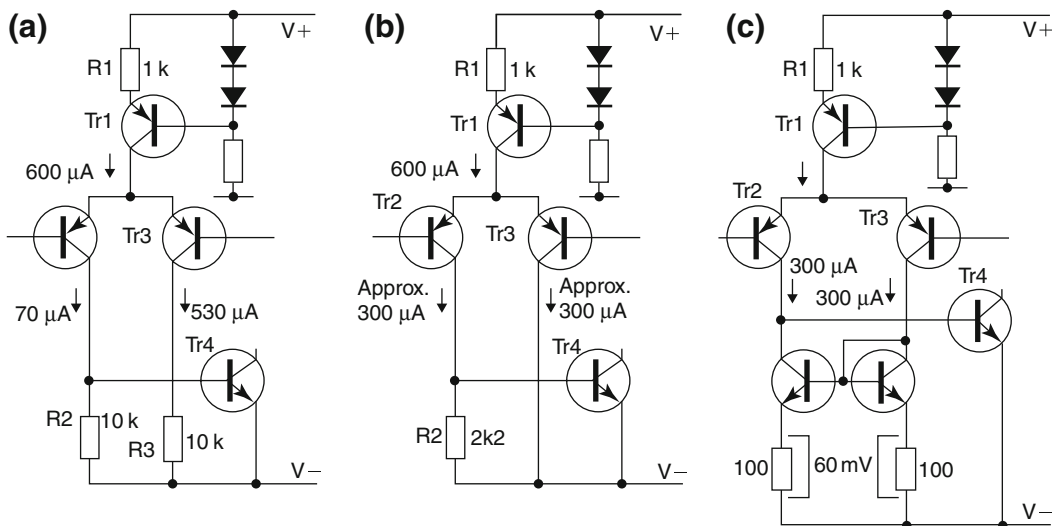 (a)
V+
R1
1 k
Tr1
600 µA
Tr3
70 µA
530 µA
Tr4
R2
10 k
R3
10 k
V−
(b)
V+
R1
1 k
Tr1
600 µA
Tr2
Tr3
Approx.
300 µA
Approx.
300 µA
Tr4
R2
2k2
V−
(c)
V+
R1
1 k
Tr1
Tr2
Tr3
300 µA
300 µA
Tr4
100
60 mV
100
V−